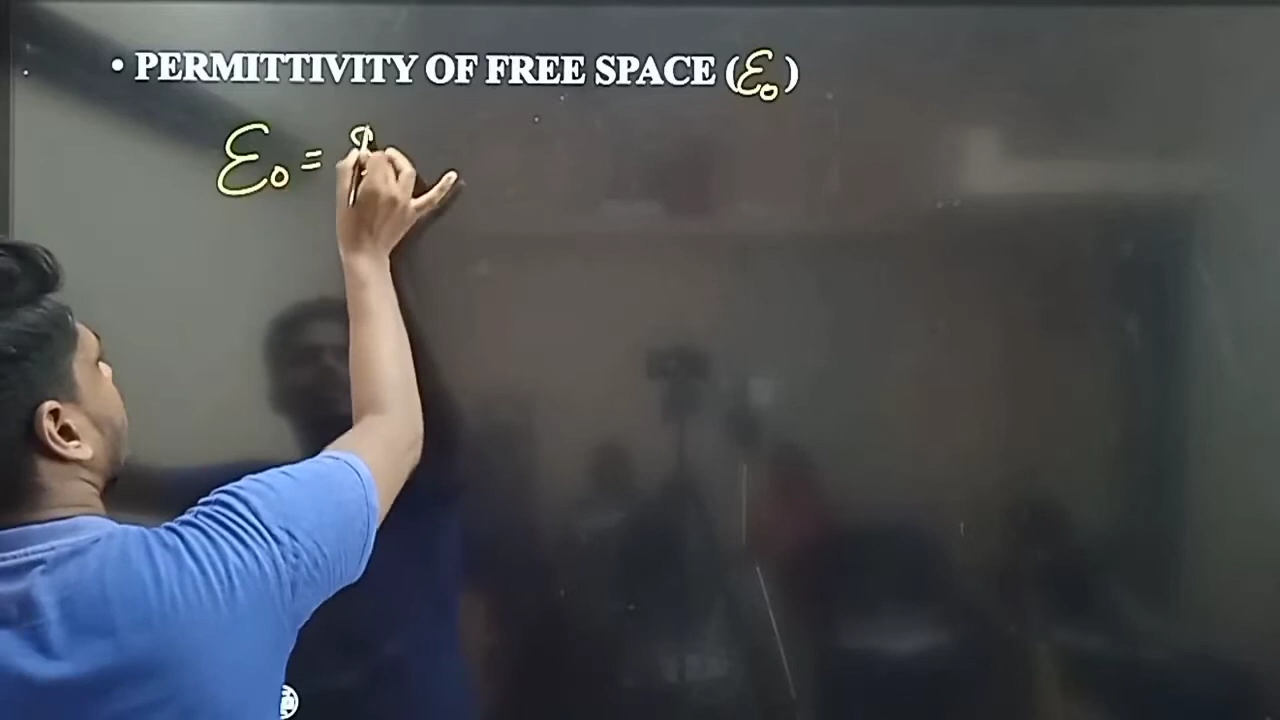 • PERMITTIVITY OF FREE SPACE (ε₀)
ε₀ =